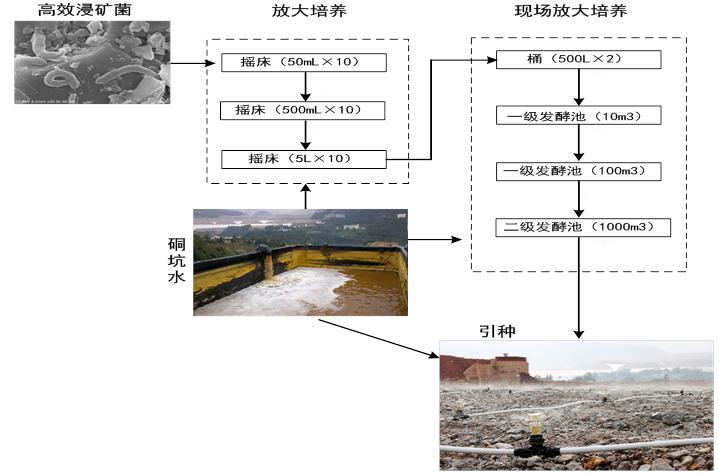 高效浸矿菌
放大培养
现场放大培养
摇床（50mL×10）
摇床（500mL×10）
摇床（5L×10）
桶（500L×2）
一级发酵池（10m3）
一级发酵池（100m3）
二级发酵池（1000m3）
硐坑水
引种